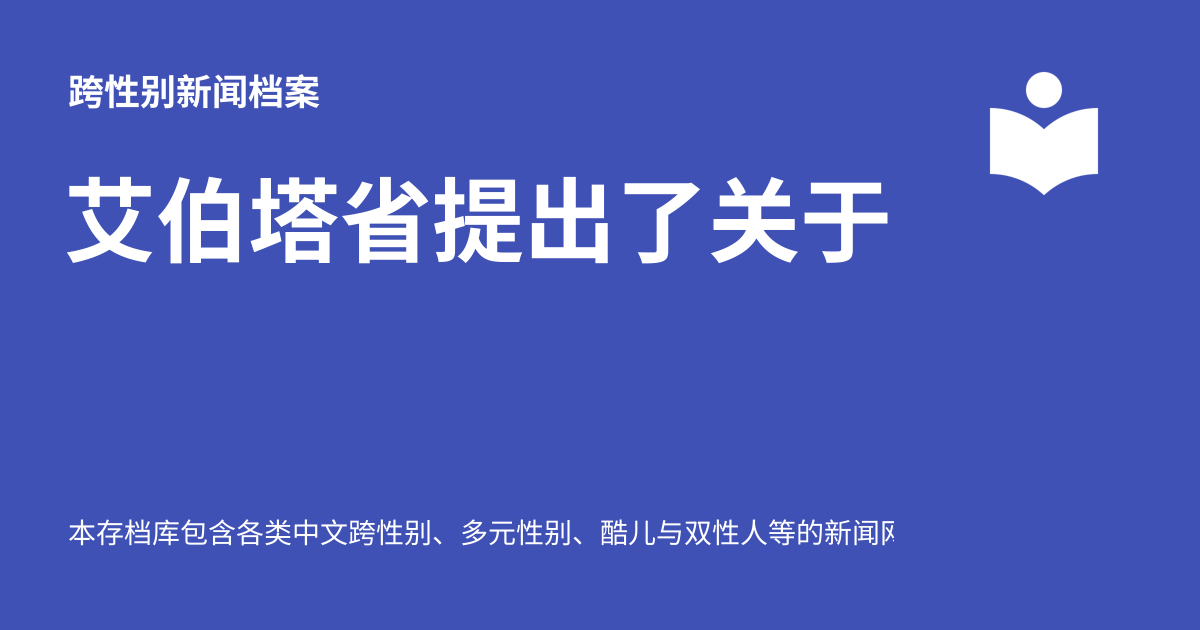 跨性别新闻档案
艾伯塔省提出了关于
本存档库包含各类中文跨性别、多元性别、酷儿与双性人等的新闻